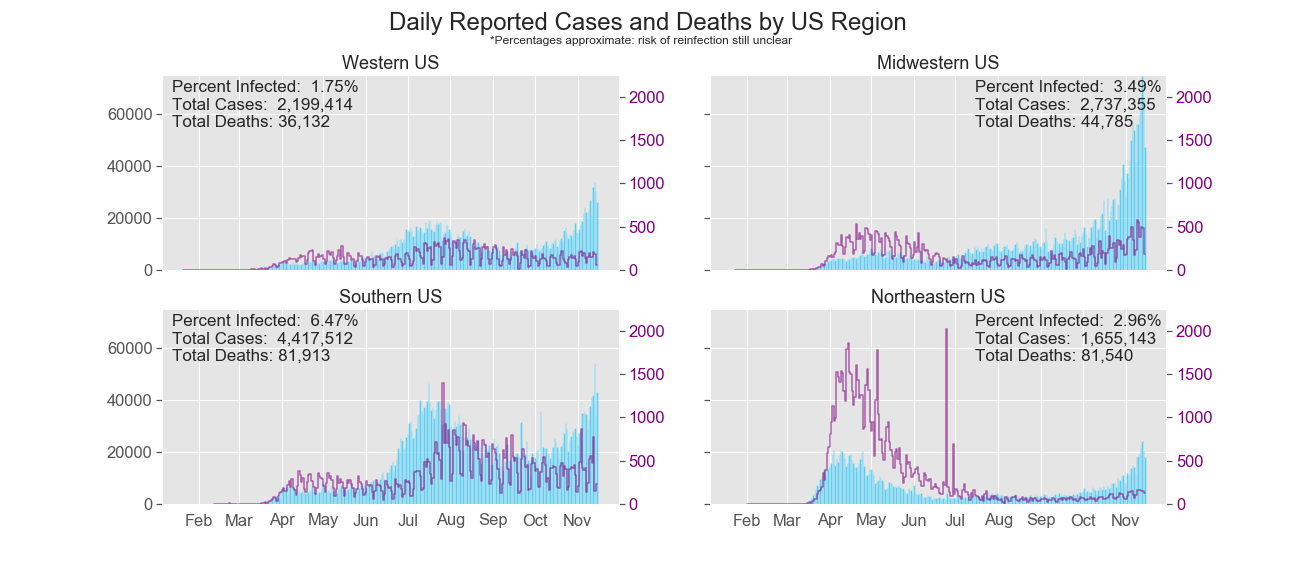 Daily Reported Cases and Deaths by US Region
*Percentages approximate: risk of reinfection still unclear
Western US
Percent Infected:  1.75%
Total Cases:  2,199,414
Total Deaths: 36,132
60000
40000
20000
0
2000
1500
1000
500
0
Midwestern US
Percent Infected:  3.49%
Total Cases:  2,737,355
Total Deaths: 44,785
2000
1500
1000
500
0
Southern US
Percent Infected:  6.47%
Total Cases:  4,417,512
Total Deaths: 81,913
60000
40000
20000
0
2000
1500
1000
500
0
Feb Mar Apr May Jun Jul Aug Sep Oct Nov
Northeastern US
Percent Infected:  2.96%
Total Cases:  1,655,143
Total Deaths: 81,540
2000
1500
1000
500
0
Feb Mar Apr May Jun Jul Aug Sep Oct Nov